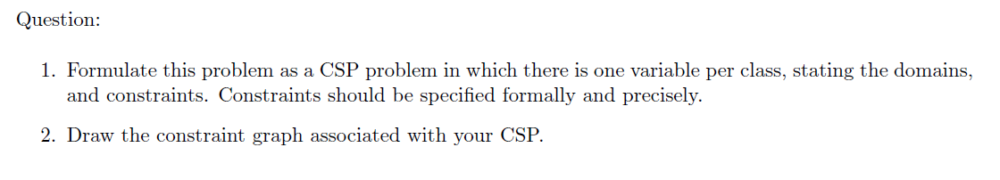 Question:
1. Formulate this problem as a CSP problem in which there is one variable per class, stating the domains,
and constraints. Constraints should be specified formally and precisely.
2. Draw the constraint graph associated with your CSP.